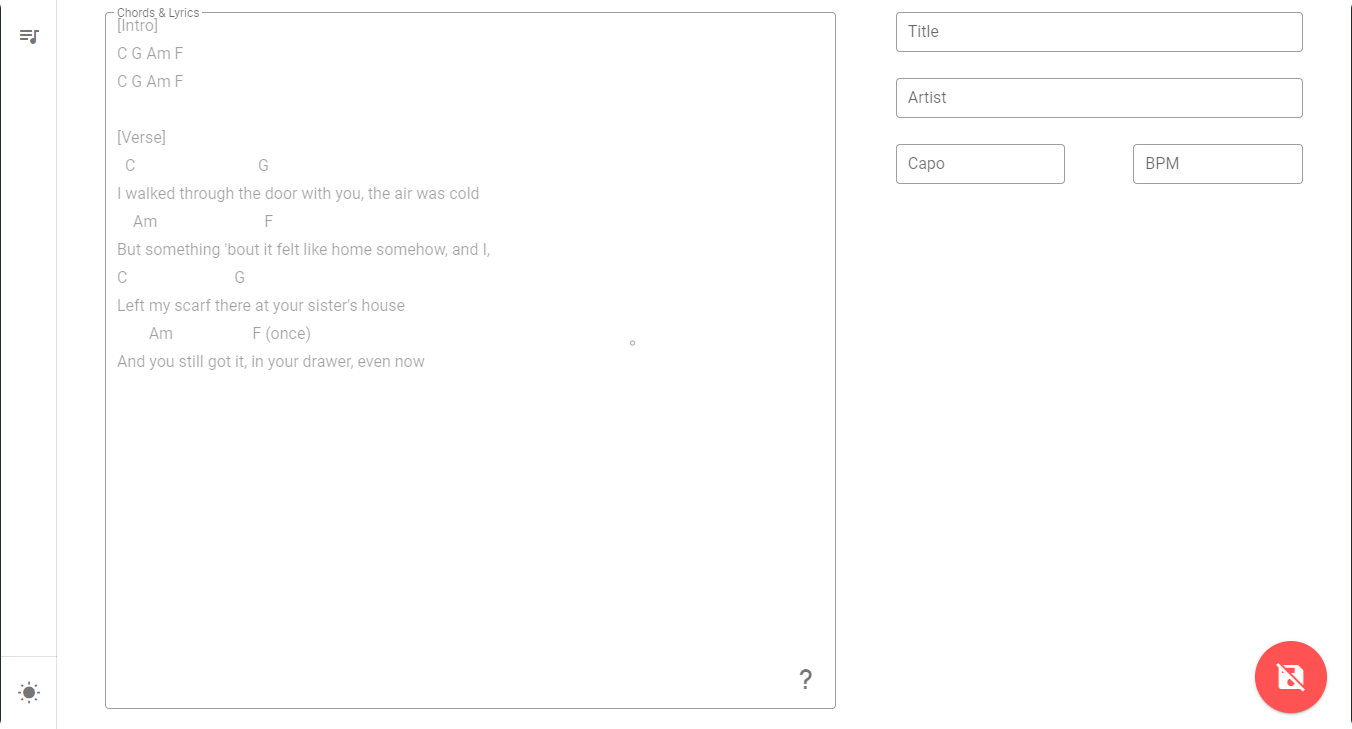 Chords & Lyrics
[Intro]
C G Am F
C G Am F

[Verse]
  C                               G
I walked through the door with you, the air was cold
    Am                           F
But something 'bout it felt like home somehow, and I,
C                           G
Left my scarf there at your sister's house
        Am                    F (once)
And you still got it, in your drawer, even now
?
Title
Artist
Capo
BPM